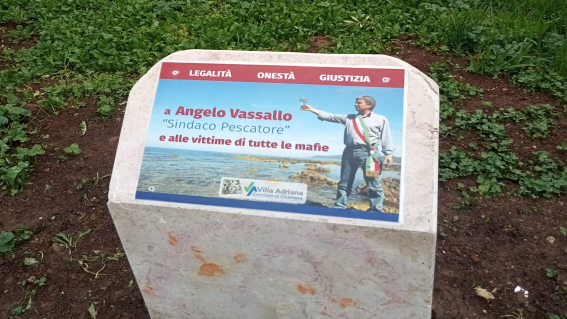 LEGALITÀ ONESTÀ GIUSTIZIA
a Angelo Vassallo
“Sindaco Pescatore”
e alle vittime di tutte le mafie
Villa Adriana